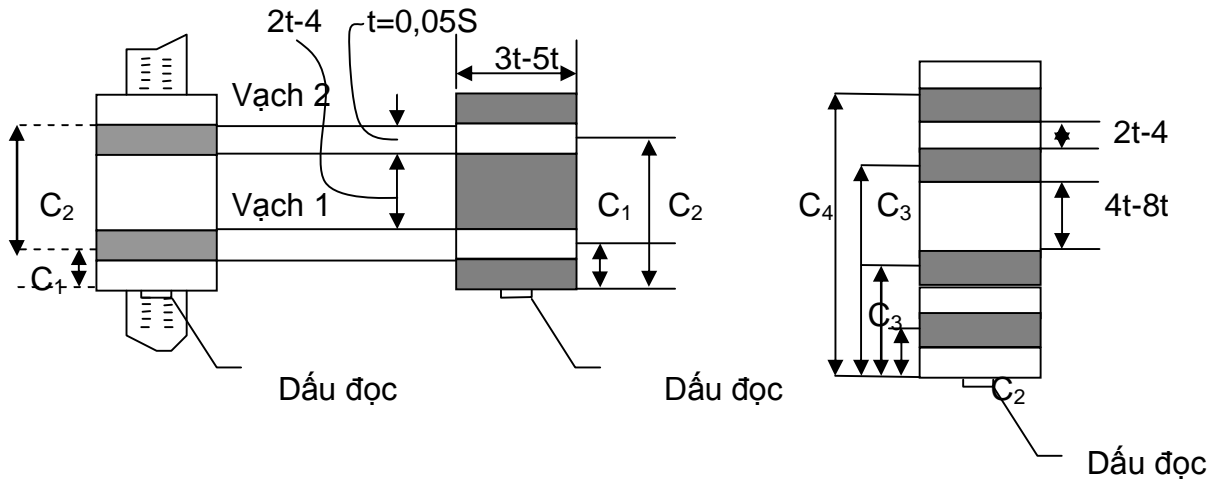 2t-4
t=0,05S
3t-5t
Vạch 2
2t-4
C₂
Vạch 1
C₁
C₂
C₄
C₃
4t-8t
C₁
C₃
C₂
Dấu đọc
Dấu đọc
Dấu đọc